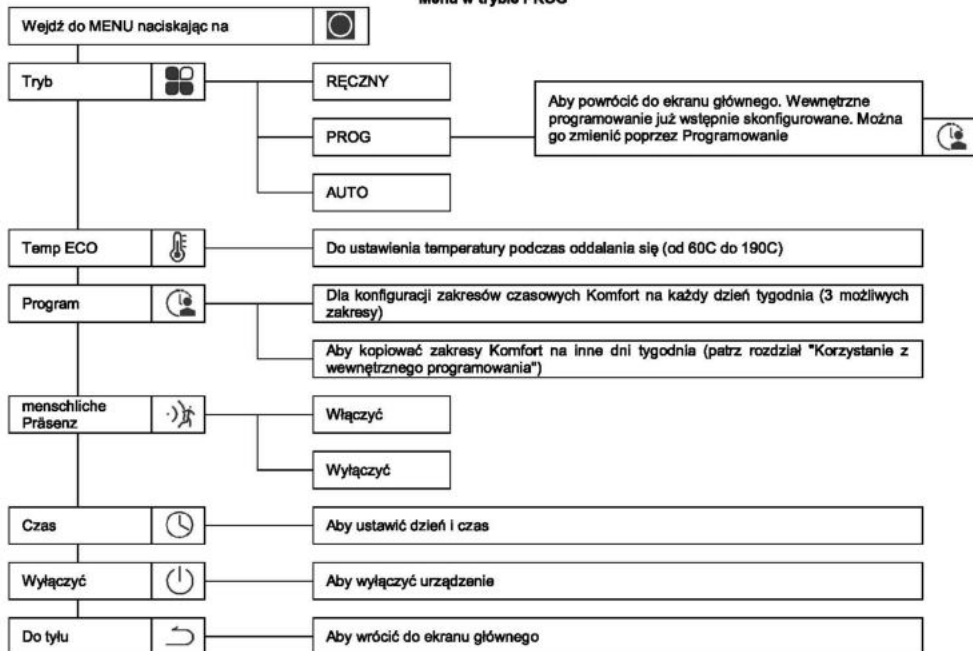 Menu w trybie PROG
Wejdź do MENU naciskając na
Tryb
RĘCZNY
PROG
Aby powrócić do ekranu głównego. Wewnętrzne
programowanie już wstępnie skonfigurowane. Można
go zmienić poprzez Programowanie
AUTO
Temp ECO
Do ustawienia temperatury podczas oddalania się (od 60C do 190C)
Program
Dla konfiguracji zakresów czasowych Komfort na każdy dzień tygodnia (3 możliwych
zakresy)
Aby kopiować zakresy Komfort na inne dni tygodnia (patrz rozdział "Korzystanie z
wewnętrznego programowania")
menschliche
Präsenz
Włączyć
Wyłączyć
Czas
Aby ustawić dzień i czas
Wyłączyć
Aby wyłączyć urządzenie
Do tyłu
Aby wrócić do ekranu głównego